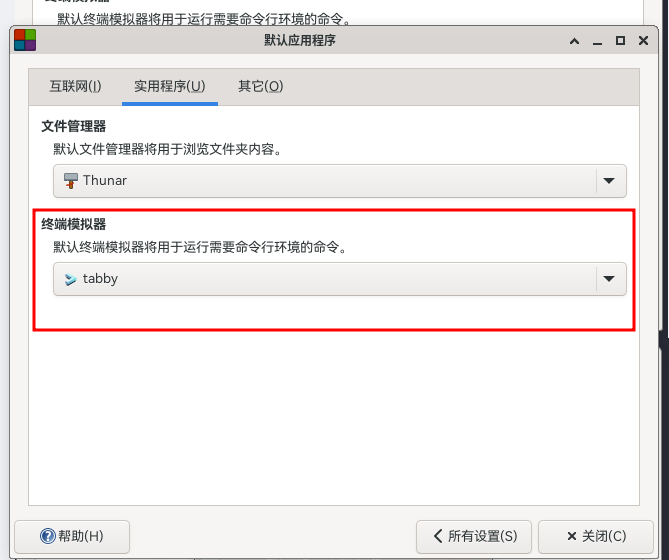 默认终端模拟器将用于运行需要命令行环境的命令。
默认应用程序
互联网(I) 实用程序(U) 其它(O)
文件管理器
默认文件管理器将用于浏览文件夹内容。
Thunar
终端模拟器
默认终端模拟器将用于运行需要命令行环境的命令。
tabby
帮助(H) 所有设置(S) 关闭(C)